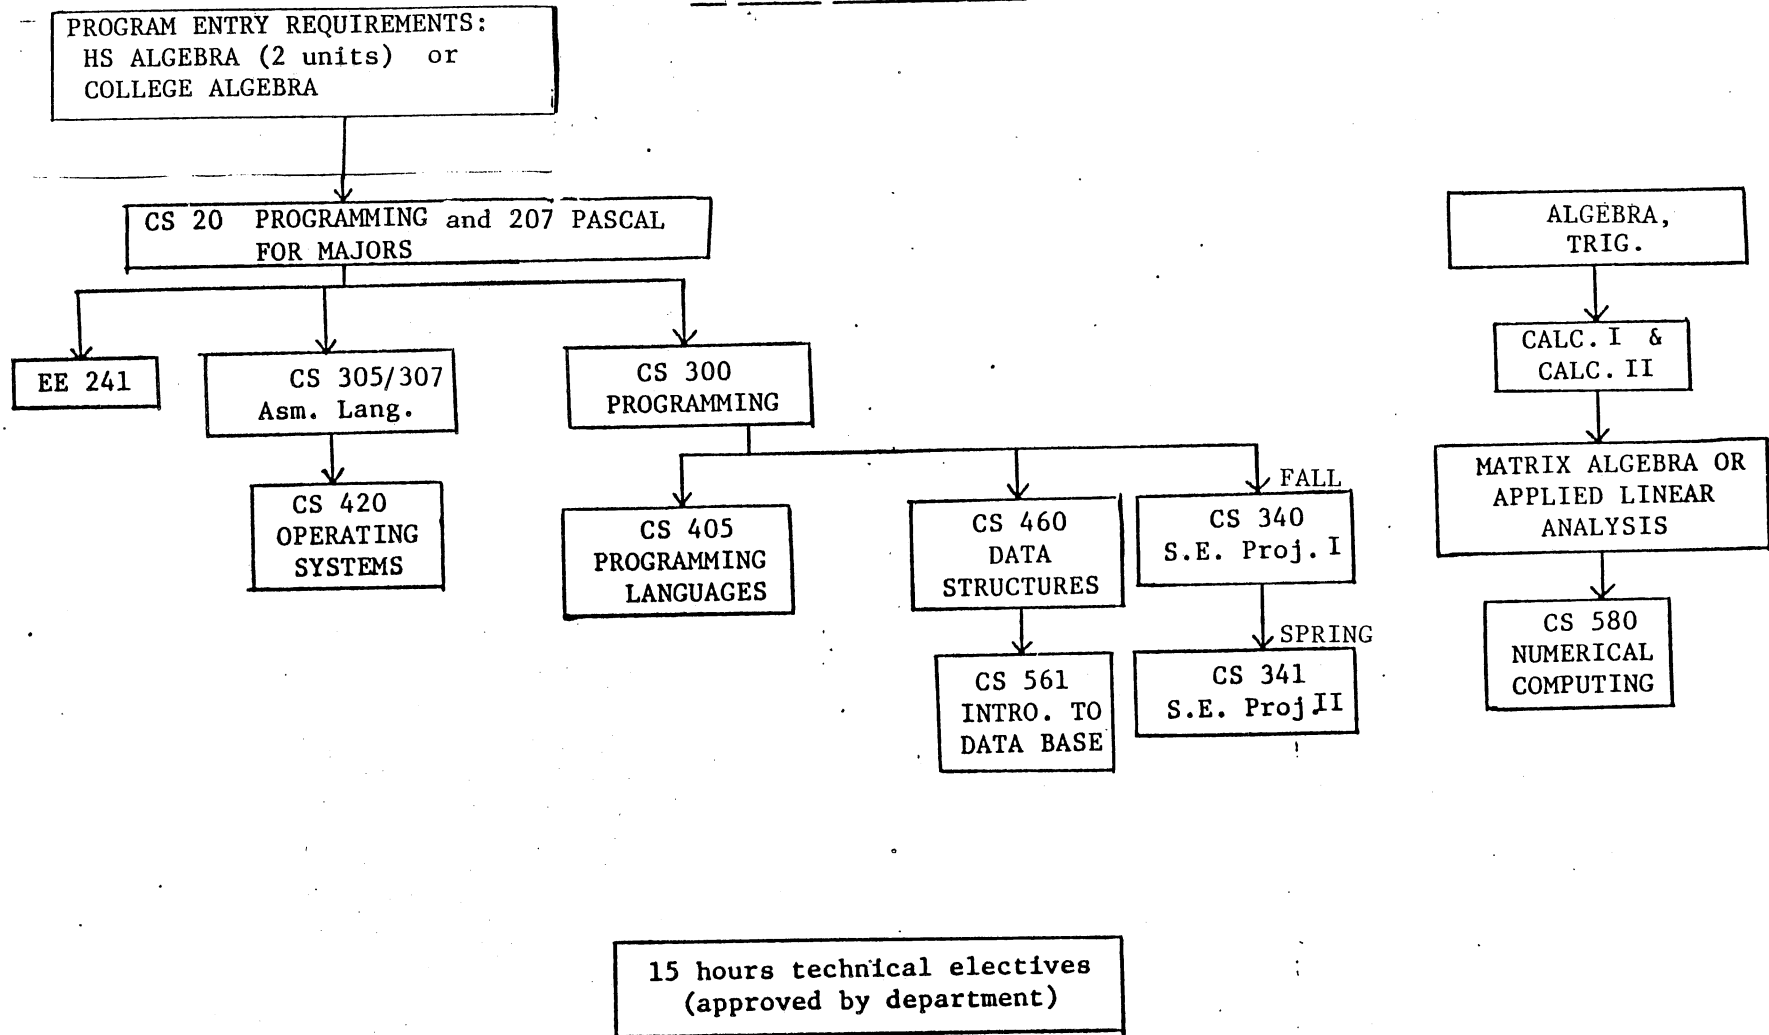 PROGRAM ENTRY REQUIREMENTS:
HS ALGEBRA (2 units) or
COLLEGE ALGEBRA
CS 20 PROGRAMMING and 207 PASCAL
FOR MAJORS
ALGEBRA,
TRIG.
EE 241
CS 305/307
Asm. Lang.
CS 300
PROGRAMMING
CALC. I &
CALC. II
CS 420
OPERATING
SYSTEMS
CS 405
PROGRAMMING
LANGUAGES
CS 460
DATA
STRUCTURES
FALL
CS 340
S.E. Proj. I
MATRIX ALGEBRA OR
APPLIED LINEAR
ANALYSIS
CS 561
INTRO. TO
DATA BASE
SPRING
CS 341
S.E. Proj.II
CS 580
NUMERICAL
COMPUTING
15 hours technical electives
(approved by department)